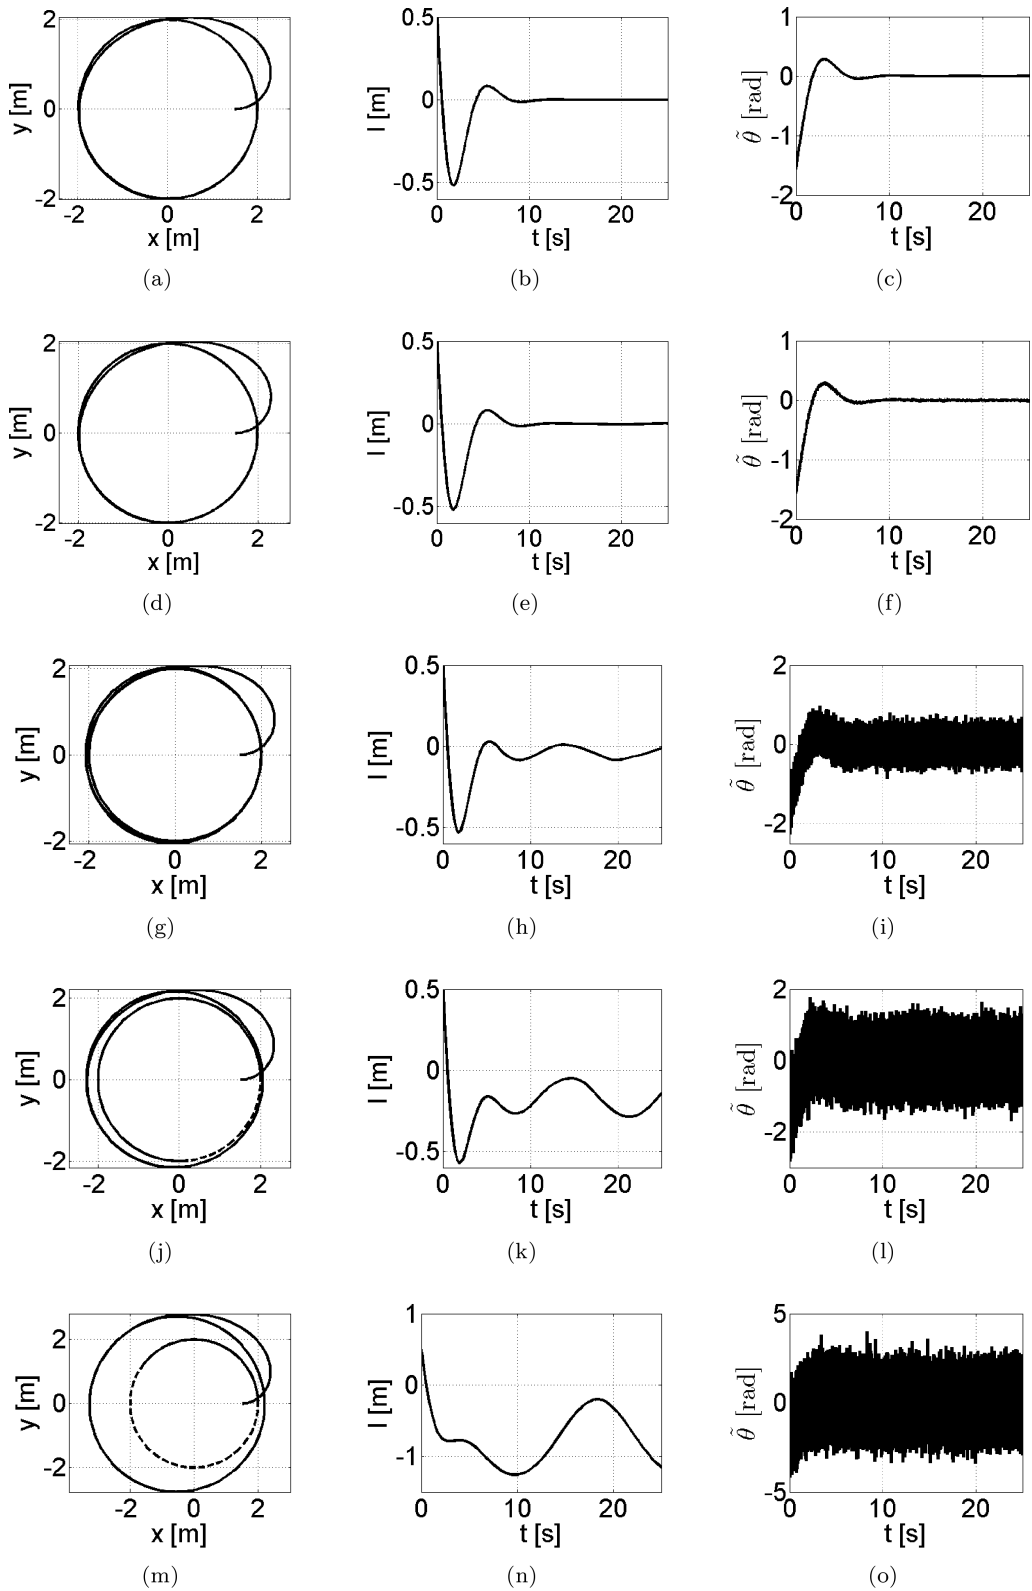 2
0
-2
-2 0 2
y [m]
x [m]
(a)
0.5
0
-0.5
0 10 20
l [m]
t [s]
(b)
1
0
-1
-2
0 10 20
θ̃ [rad]
t [s]
(c)
2
0
-2
-2 0 2
y [m]
x [m]
(d)
0.5
0
-0.5
0 10 20
l [m]
t [s]
(e)
1
0
-1
-2
0 10 20
θ̃ [rad]
t [s]
(f)
2
0
-2
-2 0 2
y [m]
x [m]
(g)
0.5
0
-0.5
0 10 20
l [m]
t [s]
(h)
2
0
-2
0 10 20
θ̃ [rad]
t [s]
(i)
2
0
-2
-2 0 2
y [m]
x [m]
(j)
0.5
0
-0.5
0 10 20
l [m]
t [s]
(k)
2
0
-2
0 10 20
θ̃ [rad]
t [s]
(l)
2
0
-2
-2 0 2
y [m]
x [m]
(m)
1
0
-1
0 10 20
l [m]
t [s]
(n)
5
0
-5
0 10 20
θ̃ [rad]
t [s]
(o)